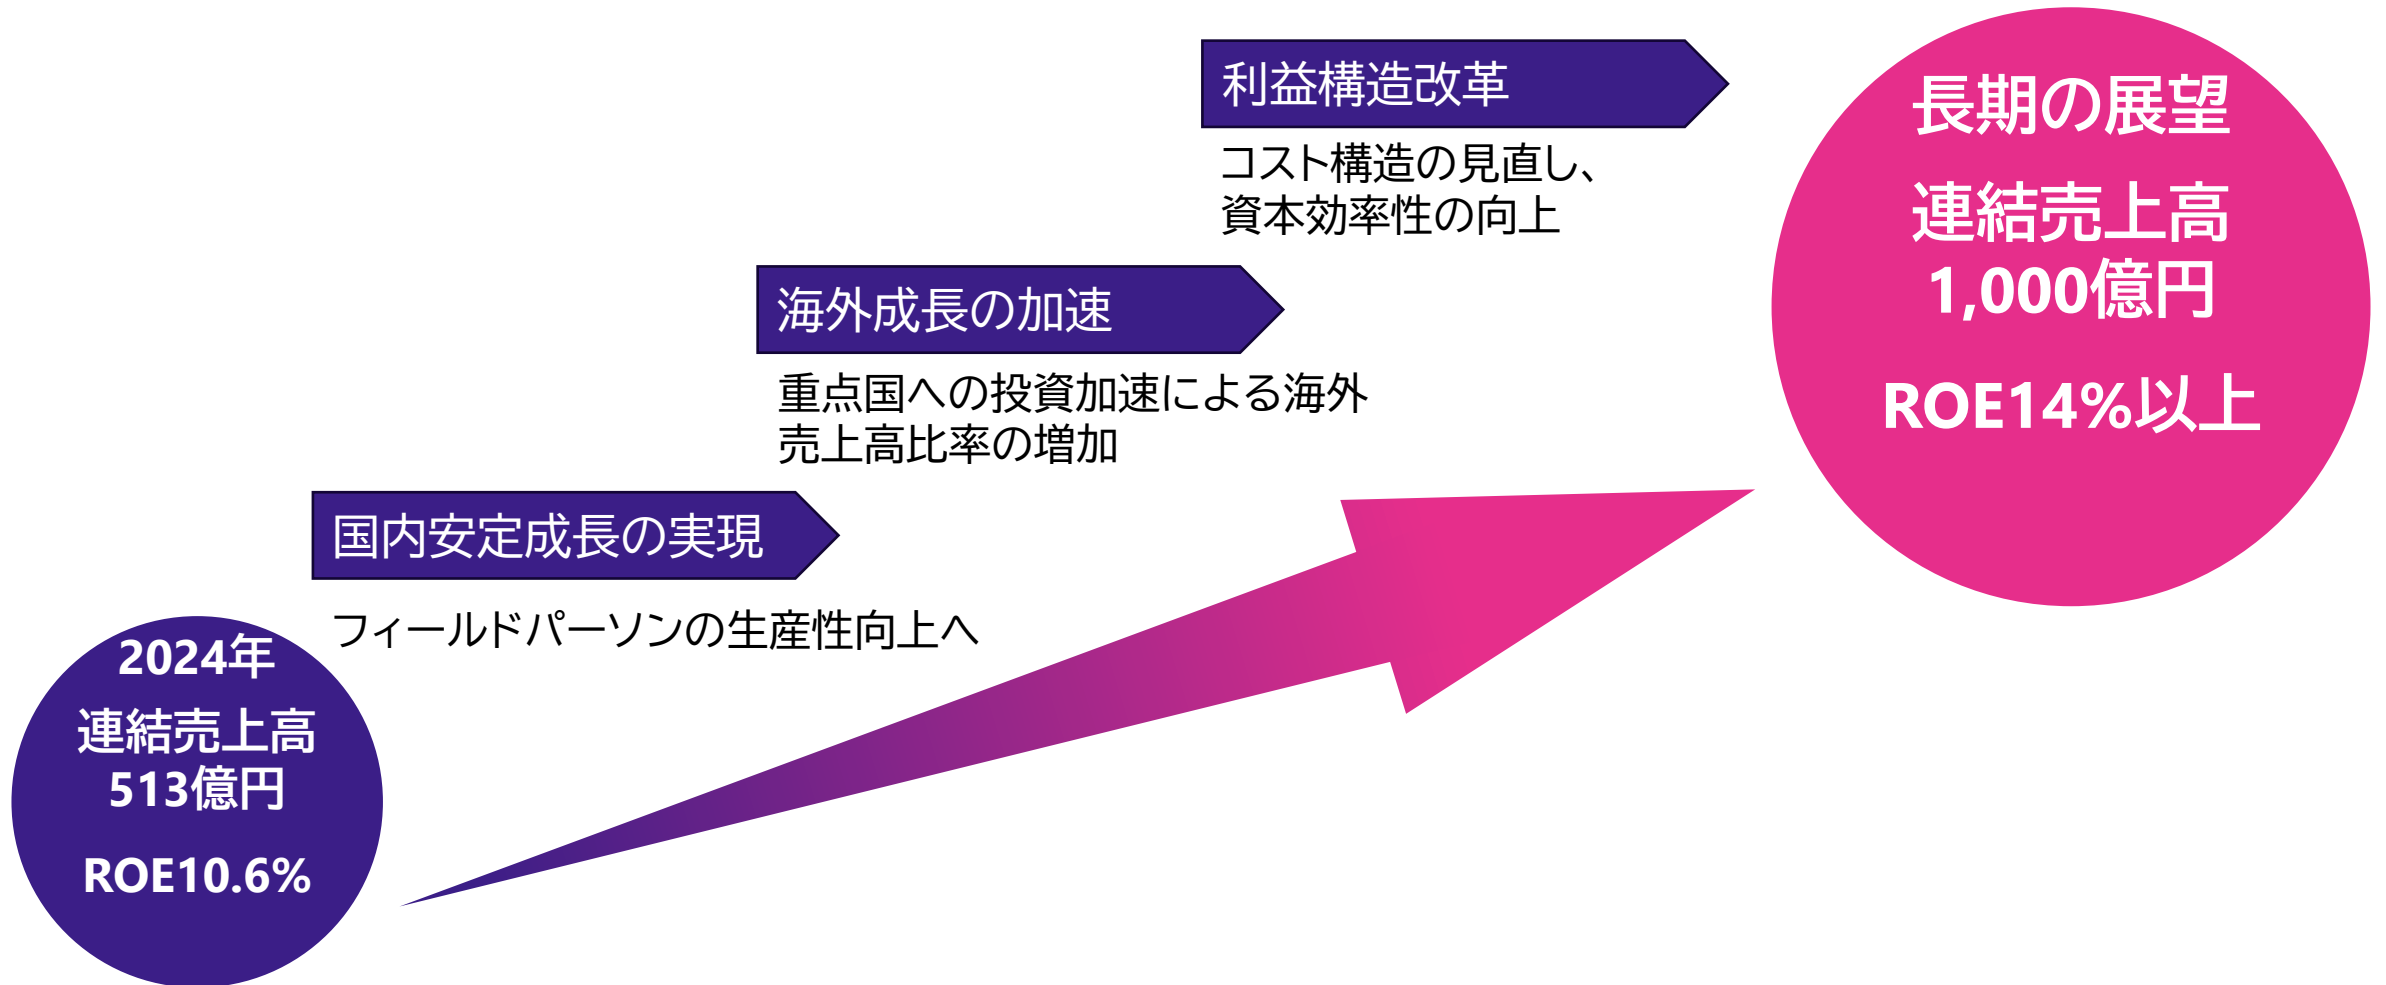 利益構造改革
コスト構造の見直し、
資本効率性の向上
海外成長の加速
重点国への投資加速による海外
売上高比率の増加
国内安定成長の実現
フィールドパーソンの生産性向上へ
2024年
連結売上高
513億円
ROE10.6%
長期の展望
連結売上高
1,000億円
ROE14%以上